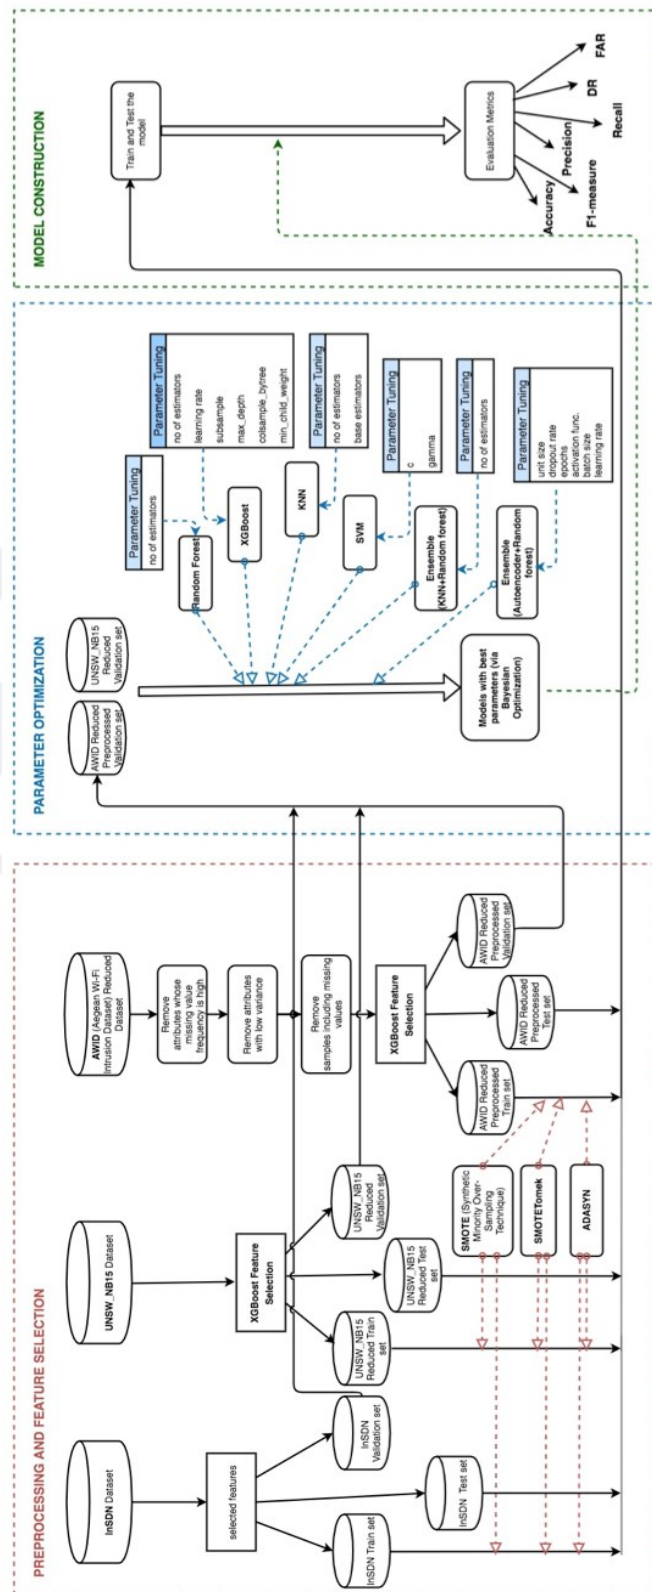 PREPROCESSING AND FEATURE SELECTION
InSDN Dataset
selected features
InSDN Train set
InSDN Test set
InSDN
Validation set
UNSW_NB15 Dataset
XGBoost Feature
Selection
UNSW_NB15
Reduced Train
set
UNSW_NB15
Reduced Test
set
UNSW_NB15
Reduced
Validation set
SMOTE (Synthetic
Minority Over-
Sampling
Technique)
SMOTETomek
ADASYN
AWID (Aegean Wi-Fi
Intrusion Dataset) Reduced
Dataset
Remove
attributes whose
missing value
frequency is high
Remove attributes
with low variance
Remove
samples including missing
values
XGBoost Feature
Selection
AWID Reduced
Preprocessed
Train set
AWID Reduced
Preprocessed
Test set
AWID Reduced
Preprocessed
Validation set
PARAMETER OPTIMIZATION
AWID Reduced
Preprocessed
Validation set
UNSW_NB15
Reduced
Validation set
Models with best
parameters (via
Bayesian
Optimization)
Parameter Tuning
no of estimators
Random Forest
Parameter Tuning
no of estimators
learning rate
subsample
max_depth
colsample_bytree
min_child_weight
XGBoost
Parameter Tuning
no of estimators
base estimators
KNN
Parameter Tuning
c
gamma
SVM
Parameter Tuning
no of estimators
Ensemble
(KNN+Random forest)
Parameter Tuning
unit size
dropout rate
epochs
activation func.
batch size
learning rate
Ensemble
(Autoencoder+Random
forest)
MODEL CONSTRUCTION
Train and Test the
model
Evaluation Metrics
Accuracy
F1-measure
Precision
Recall
DR
FAR